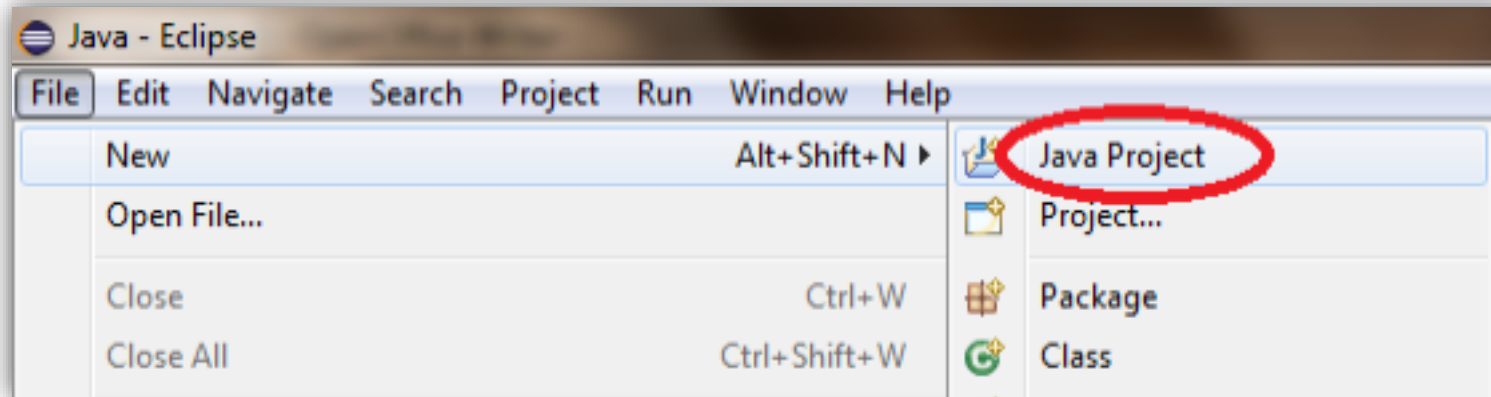 Java - Eclipse
File Edit Navigate Search Project Run Window Help
New Alt+Shift+N Java Project
Open File... Project...
Close Ctrl+W Package
Close All Ctrl+Shift+W Class